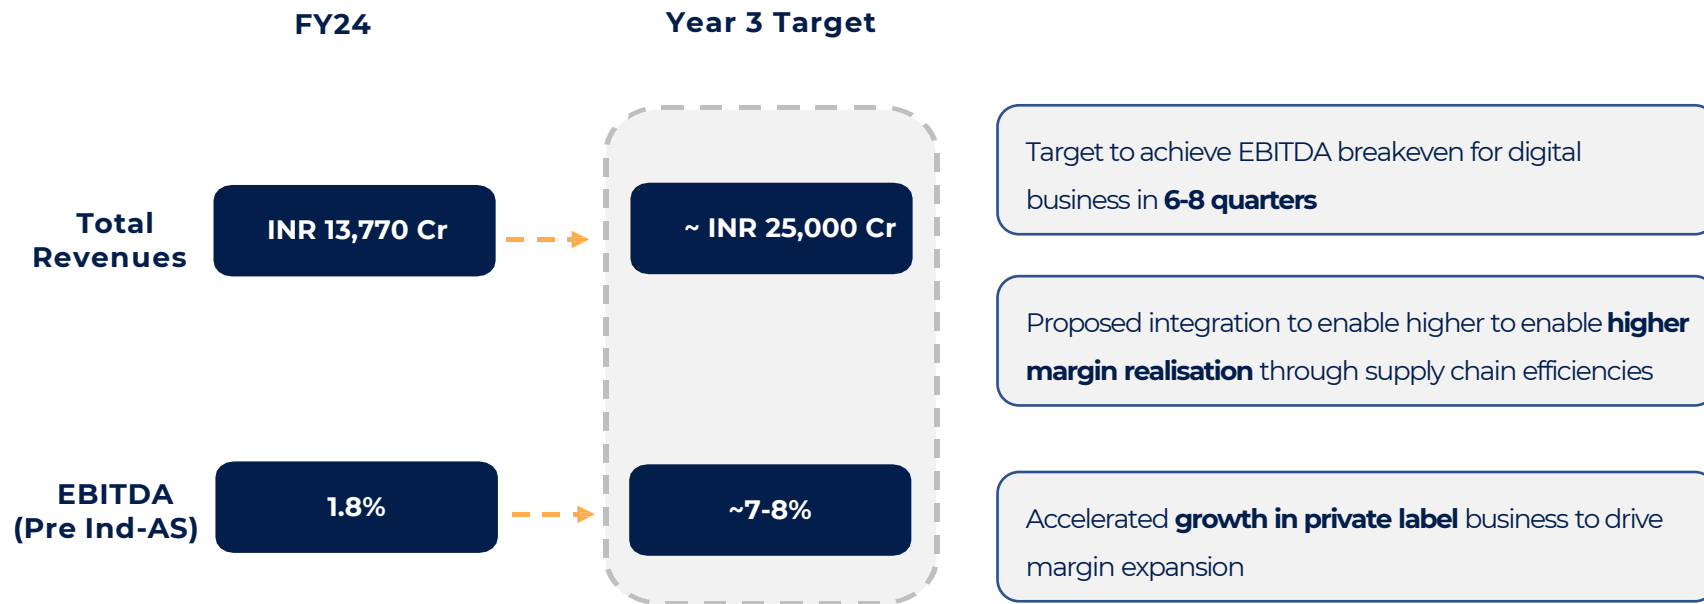 FY24
Year 3 Target
Total
Revenues
INR 13,770 Cr
~ INR 25,000 Cr
EBITDA
(Pre Ind-AS)
1.8%
~7-8%
Target to achieve EBITDA breakeven for digital
business in 6-8 quarters
Proposed integration to enable higher to enable higher
margin realisation through supply chain efficiencies
Accelerated growth in private label business to drive
margin expansion